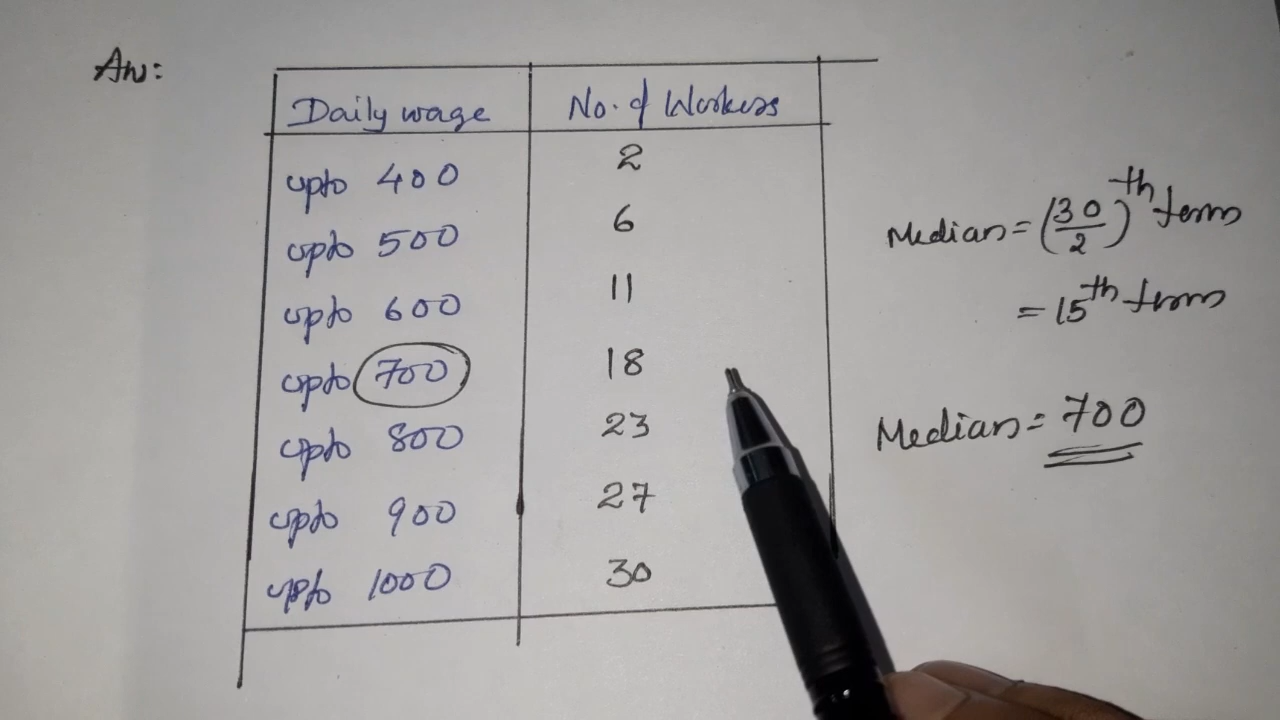 Ans:
Daily wage No. of Workers
upto 400 2
upto 500 6
upto 600 11
upto 700 18
upto 800 23
upto 900 27
upto 1000 30
Median = (30/2)th term
= 15th term
Median = 700